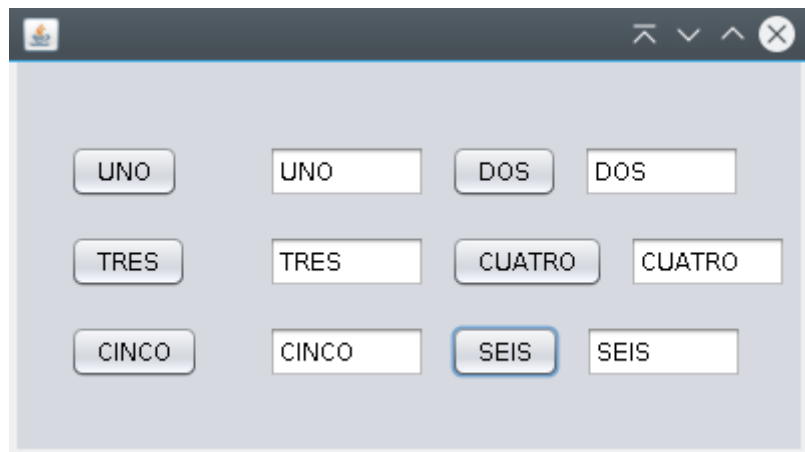 UNO UNO DOS DOS
TRES TRES CUATRO CUATRO
CINCO CINCO SEIS SEIS